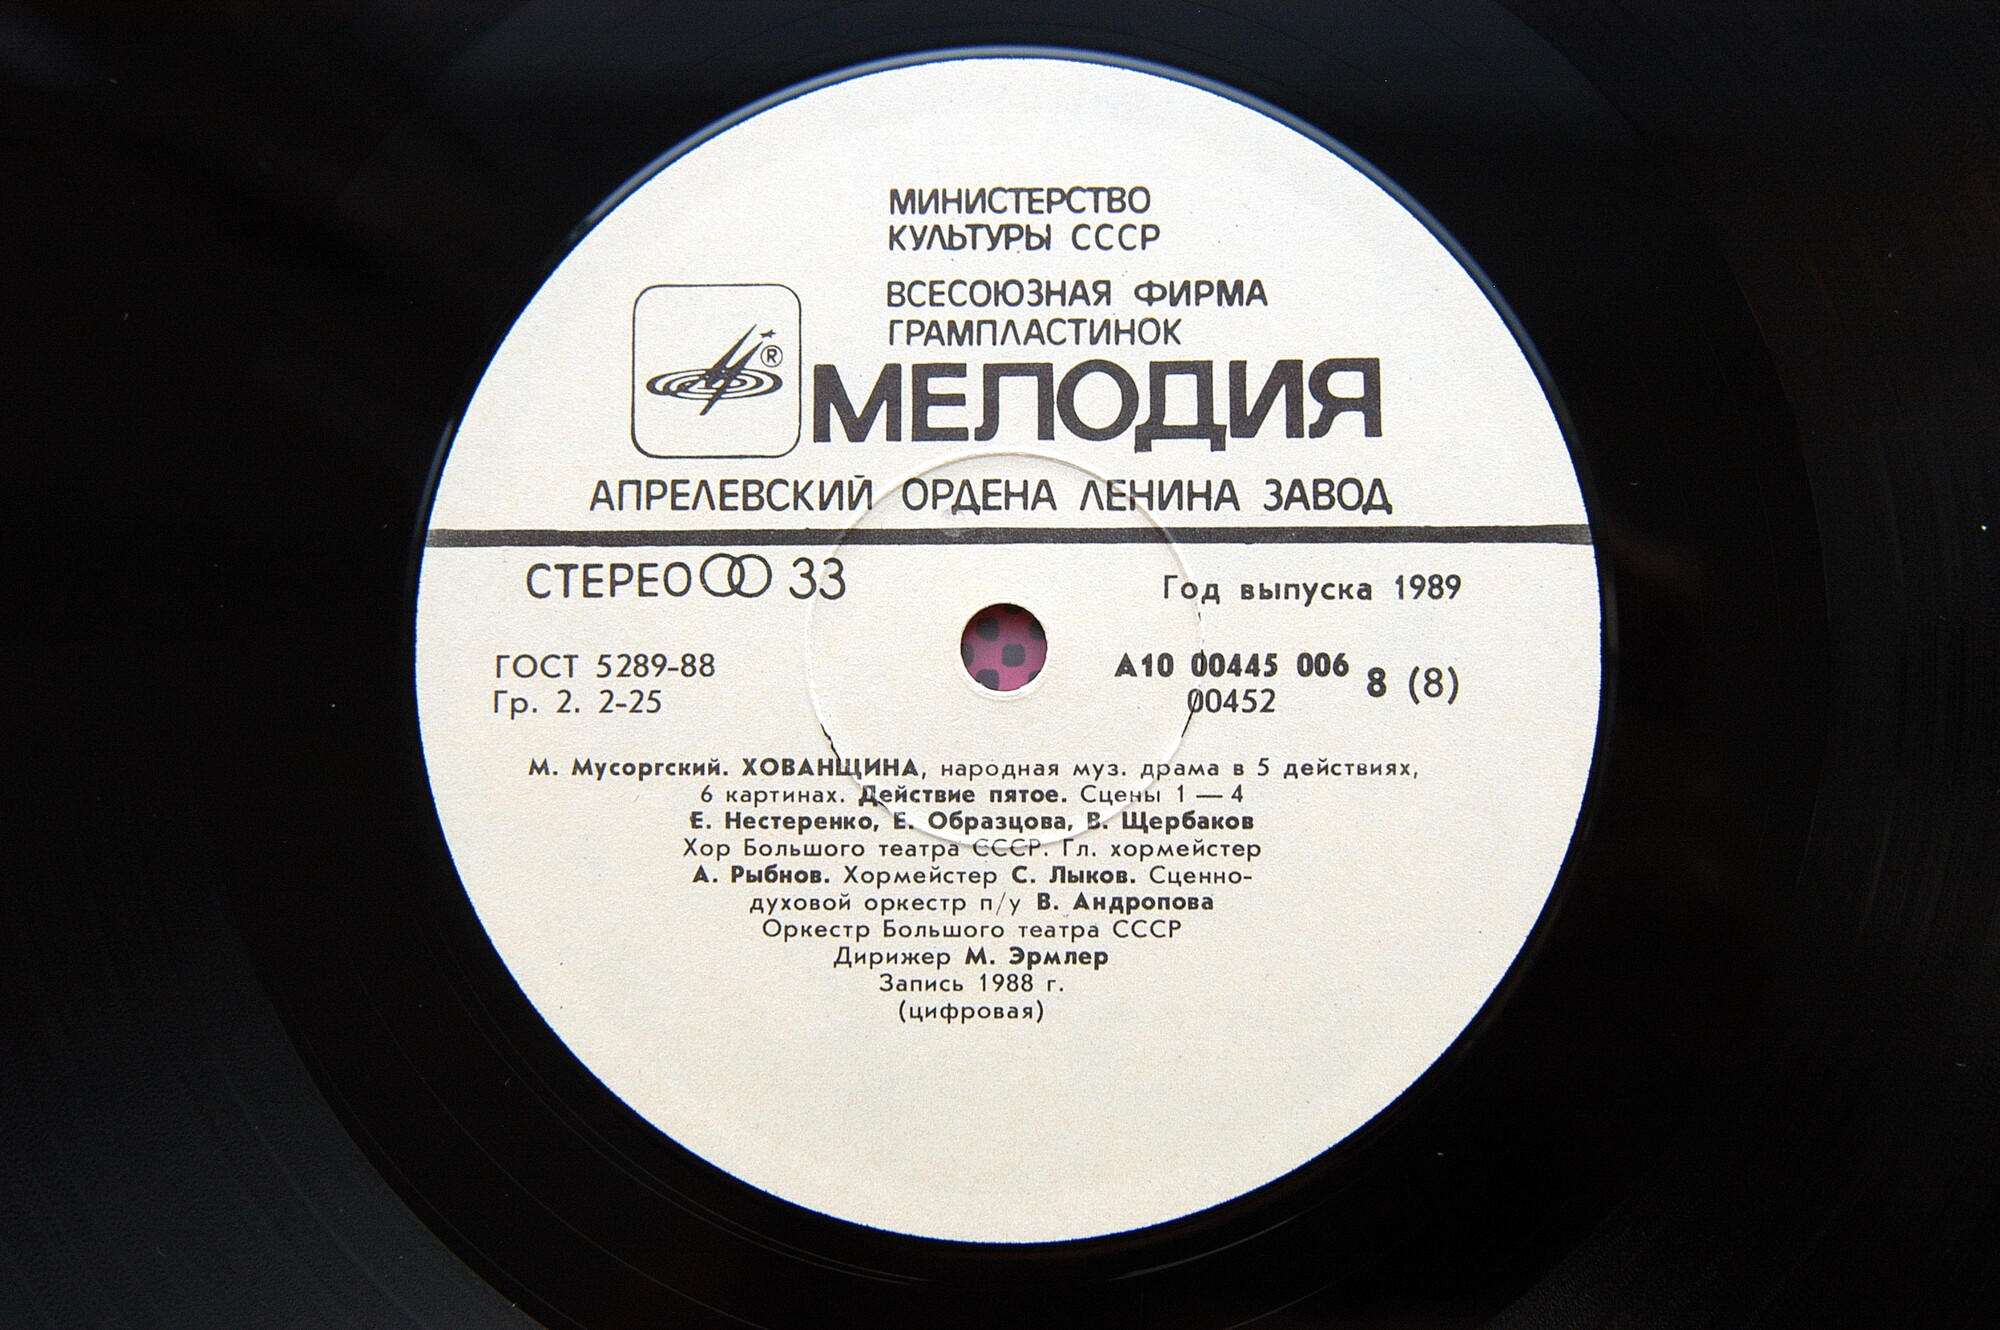 МИНИСТЕРСТВО
КУЛЬТУРЫ СССР
ВСЕСОЮЗНАЯ ФИРМА
ГРАМПЛАСТИНОК
®
МЕЛОДИЯ
АПРЕЛЕВСКИЙ ОРДЕНА ЛЕНИНА ЗАВОД
СТЕРЕО 33
Год выпуска 1989
ГОСТ 5289-88
Гр. 2. 2-25
А10 00445 006
00452
8 (8)
М. Мусоргский. ХОВАНЩИНА, народная муз. драма в 5 действиях,
6 картинах. Действие пятое. Сцены 1 — 4
Е. Нестеренко, Е. Образцова, В. Щербаков
Хор Большого театра СССР. Гл. хормейстер
А. Рыбнов. Хормейстер С. Лыков. Сценно-
духовой оркестр п/у В. Андропова
Оркестр Большого театра СССР
Дирижер М. Эрмлер
Запись 1988 г.
(цифровая)